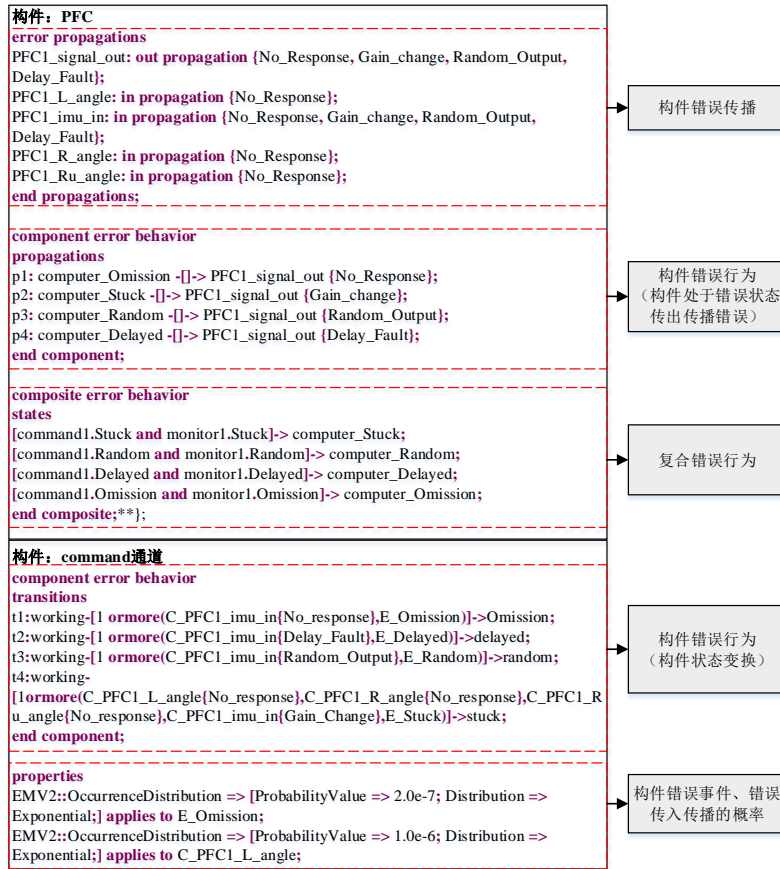 构件：PFC
error propagations
PFC1_signal_out: out propagation {No_Response, Gain_change, Random_Output,
Delay_Fault};
PFC1_L_angle: in propagation {No_Response};
PFC1_imu_in: in propagation {No_Response, Gain_change, Random_Output,
Delay_Fault};
PFC1_R_angle: in propagation {No_Response};
PFC1_Ru_angle: in propagation {No_Response};
end propagations;
构件错误传播
component error behavior
propagations
p1: computer_Omission -[]-> PFC1_signal_out {No_Response};
p2: computer_Stuck -[]-> PFC1_signal_out {Gain_change};
p3: computer_Random -[]-> PFC1_signal_out {Random_Output};
p4: computer_Delayed -[]-> PFC1_signal_out {Delay_Fault};
end component;
构件错误行为
（构件处于错误状态
传出传播错误）
composite error behavior
states
[command1.Stuck and monitor1.Stuck]-> computer_Stuck;
[command1.Random and monitor1.Random]-> computer_Random;
[command1.Delayed and monitor1.Delayed]-> computer_Delayed;
[command1.Omission and monitor1.Omission]-> computer_Omission;
end composite;**};
复合错误行为
构件：command通道
component error behavior
transitions
t1:working-[1 ormore(C_PFC1_imu_in{No_response},E_Omission)]->Omission;
t2:working-[1 ormore(C_PFC1_imu_in{Delay_Fault},E_Delayed)]->delayed;
t3:working-[1 ormore(C_PFC1_imu_in{Random_Output},E_Random)]->random;
t4:working-
[1ormore(C_PFC1_L_angle{No_response},C_PFC1_R_angle{No_response},C_PFC1_R
u_angle{No_response},C_PFC1_imu_in{Gain_Change},E_Stuck)]->stuck;
end component;
构件错误行为
（构件状态变换）
properties
EMV2::OccurrenceDistribution => [ProbabilityValue => 2.0e-7; Distribution =>
Exponential;] applies to E_Omission;
EMV2::OccurrenceDistribution => [ProbabilityValue => 1.0e-6; Distribution =>
Exponential;] applies to C_PFC1_L_angle;
构件错误事件、错误
传入传播的概率